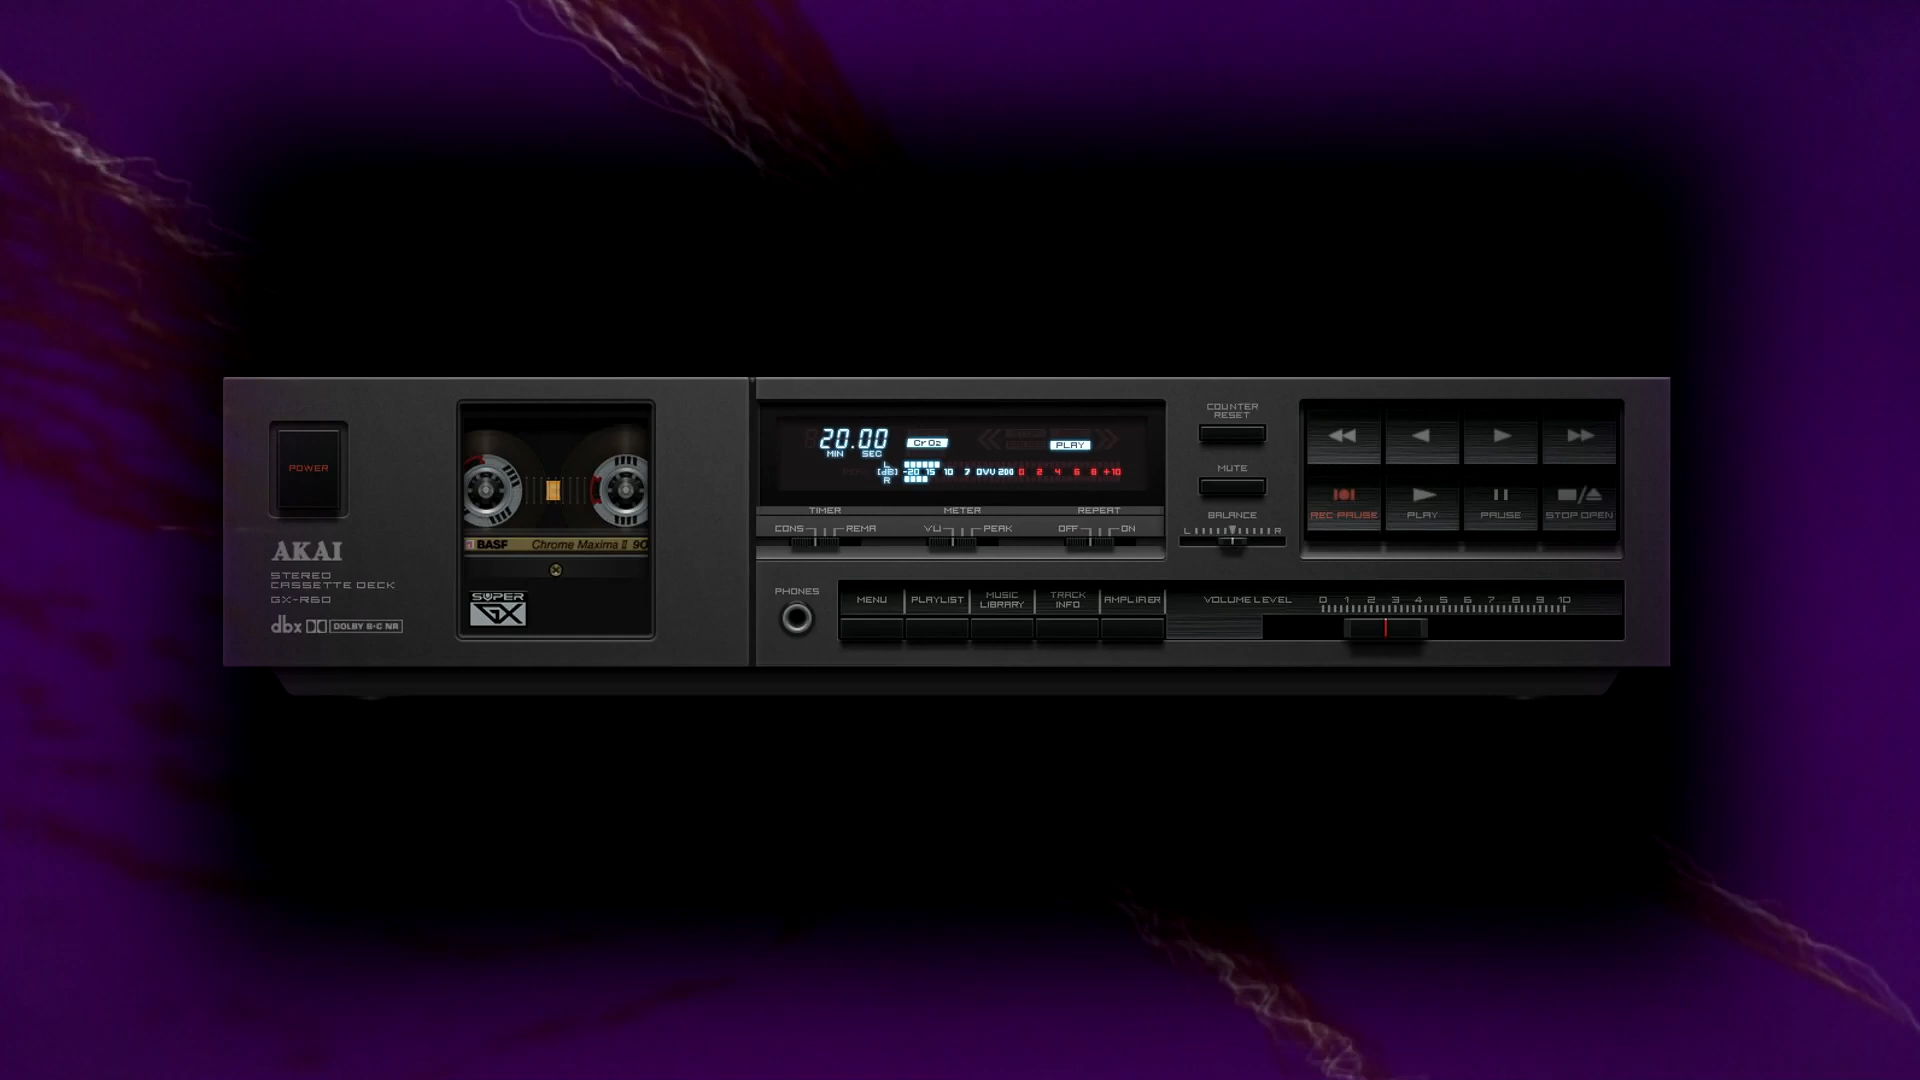 POWER
AKAI
STEREO
CASSETTE DECK
GX-R60
dbx DOLBY B·C NR
BASF Chrome Maxima II 90
SUPER
GX
20.00 CrO2 PLAY
MIN SEC
L
[dB] -20 15 10 7 0VU 200 0 2 4 6 8 +10
R
TIMER METER REPEAT
CONS REMA VU PEAK OFF ON
COUNTER
RESET
MUTE
BALANCE
L R
REC PAUSE PLAY PAUSE STOP OPEN
PHONES
MENU PLAYLIST MUSIC LIBRARY TRACK INFO AMPLIFIER
VOLUME LEVEL 0 1 2 3 4 5 6 7 8 9 10